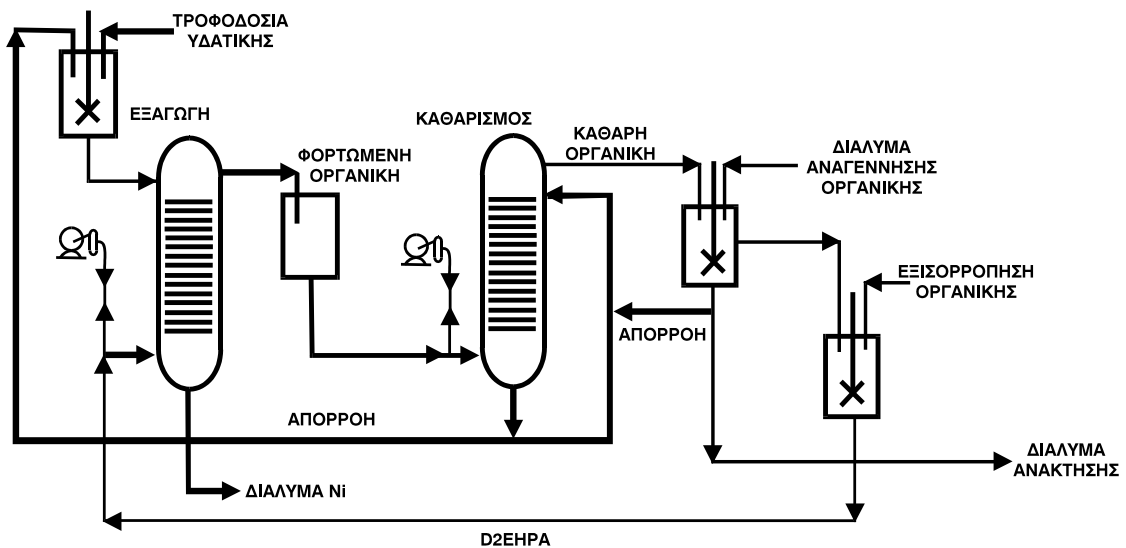 ΤΡΟΦΟΔΟΣΙΑ
ΥΔΑΤΙΚΗΣ
ΕΞΑΓΩΓΗ
ΦΟΡΤΩΜΕΝΗ
ΟΡΓΑΝΙΚΗ
ΚΑΘΑΡΙΣΜΟΣ
ΚΑΘΑΡΗ
ΟΡΓΑΝΙΚΗ
ΔΙΑΛΥΜΑ
ΑΝΑΓΕΝΝΗΣΗΣ
ΟΡΓΑΝΙΚΗΣ
ΕΞΙΣΟΡΡΟΠΗΣΗ
ΟΡΓΑΝΙΚΗΣ
ΑΠΟΡΡΟΗ
ΑΠΟΡΡΟΗ
ΔΙΑΛΥΜΑ
ΑΝΑΚΤΗΣΗΣ
ΔΙΑΛΥΜΑ Ni
D2EHPA